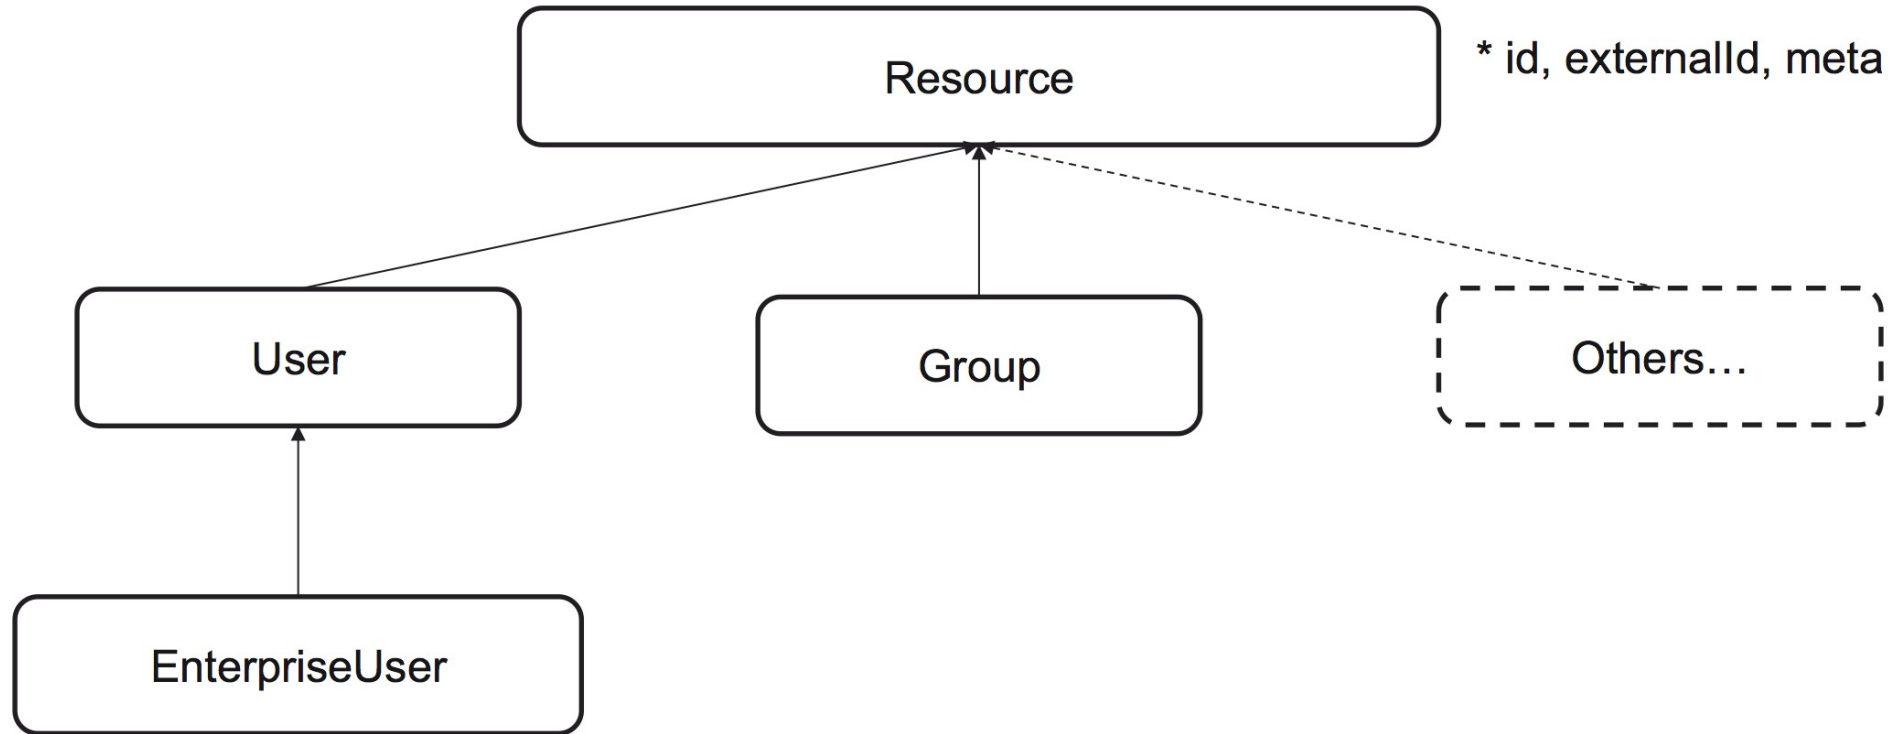 Resource
* id, externalId, meta
User
Group
Others…
EnterpriseUser